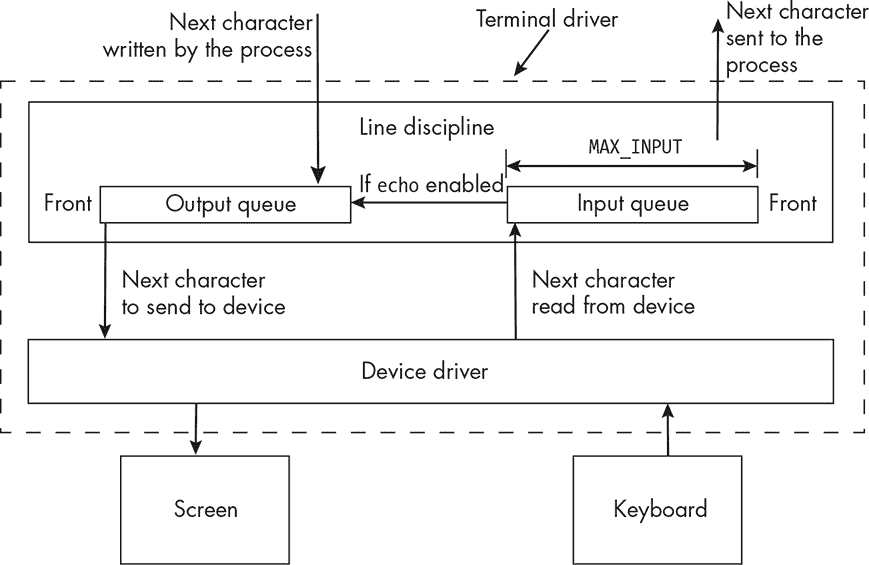 Next character
written by the process
Terminal driver
Next character
sent to the
process
Line discipline
MAX_INPUT
If echo enabled
Front
Output queue
Input queue
Front
Next character
to send to device
Next character
read from device
Device driver
Screen
Keyboard